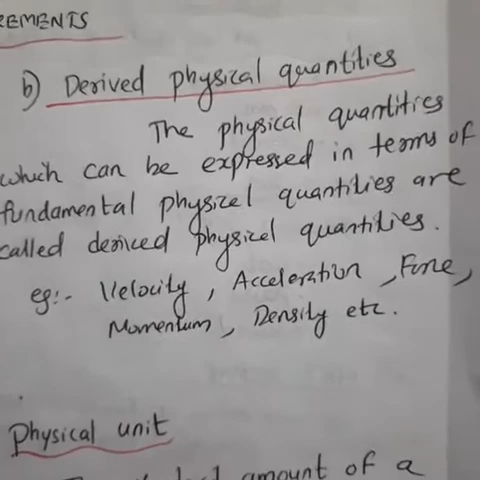 REMENTS
b) Derived physical quantities
The physical quantities
which can be expressed in terms of
fundamental physical quantities are
called derived physical quantities.
eg:- Velocity, Acceleration, Force,
Momentum, Density etc.
Physical unit
amount of a